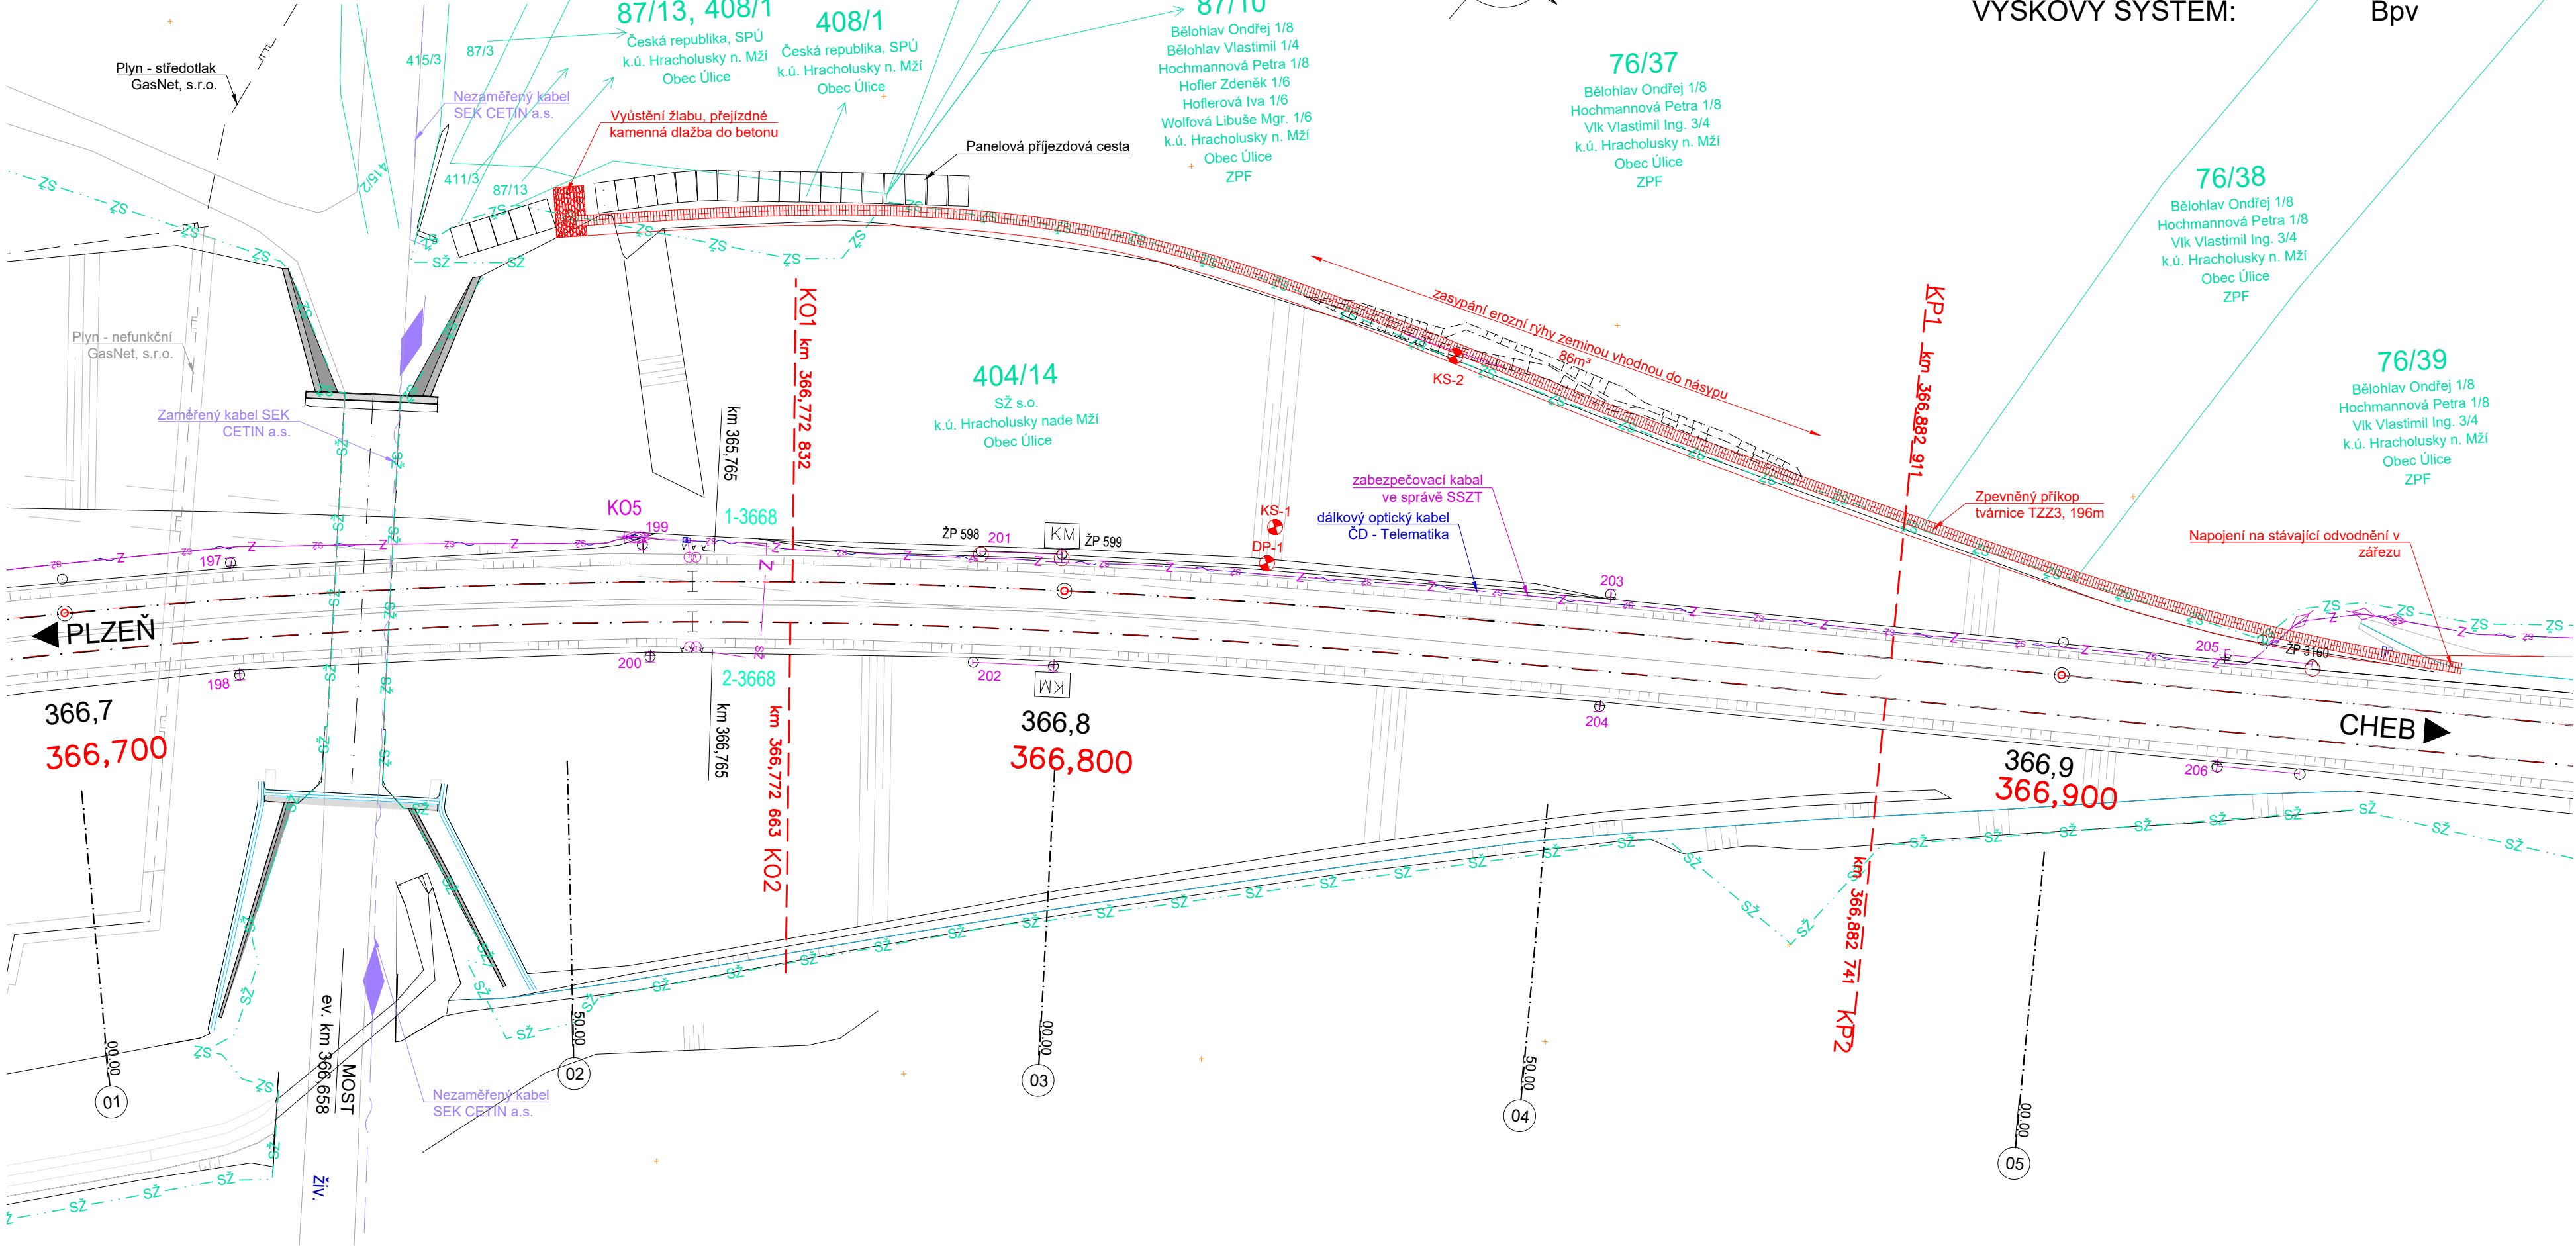 VÝŠKOVÝ SYSTÉM:
Bpv
87/13, 408/1
Česká republika, SPÚ
k.ú. Hracholusky n. Mží
Obec Úlice
408/1
Česká republika, SPÚ
k.ú. Hracholusky n. Mží
Obec Úlice
87/10
Bělohlav Ondřej 1/8
Bělohlav Vlastimil 1/4
Hochmannová Petra 1/8
Hofler Zdeněk 1/6
Hoflerová Iva 1/6
Wolfová Libuše Mgr. 1/6
k.ú. Hracholusky n. Mží
Obec Úlice
ZPF
76/37
Bělohlav Ondřej 1/8
Hochmannová Petra 1/8
Vlk Vlastimil Ing. 3/4
k.ú. Hracholusky n. Mží
Obec Úlice
ZPF
76/38
Bělohlav Ondřej 1/8
Hochmannová Petra 1/8
Vlk Vlastimil Ing. 3/4
k.ú. Hracholusky n. Mží
Obec Úlice
ZPF
76/39
Bělohlav Ondřej 1/8
Hochmannová Petra 1/8
Vlk Vlastimil Ing. 3/4
k.ú. Hracholusky n. Mží
Obec Úlice
ZPF
Plyn - středotlak
GasNet, s.r.o.
415/3
87/3
Nezaměřený kabel
SEK CETIN a.s.
415/2
411/3
87/13
Vyústění žlabu, přejízdné
kamenná dlažba do betonu
Panelová příjezdová cesta
Plyn - nefunkční
GasNet, s.r.o.
Zaměřený kabel SEK
CETIN a.s.
KO1 km 366,772 832
km 365,765
404/14
SŽ s.o.
k.ú. Hracholusky nade Mží
Obec Úlice
zasypání erozní rýhy zeminou vhodnou do násypu
86m³
KS-2
KP1 km 366,882 911
zabezpečovací kabal
ve správě SSZT
dálkový optický kabel
ČD - Telematika
Zpevněný příkop
tvárnice TZZ3, 196m
Napojení na stávající odvodnění v
zářezu
KO5
199
1-3668
KS-1
DP-1
ŽP 598
201
KM
ŽP 599
197
203
205
ŽP 3160
PLZEŇ
CHEB
198
200
2-3668
202
KM
204
206
366,7
366,700
366,8
366,800
366,9
366,900
km 366,765
km 366,772 663 KO2
km 366,882 741 KP2
00.00
01
50.00
02
00.00
03
50.00
04
00.00
05
MOST
ev. km 366,658
ŽIV.
Nezaměřený kabel
SEK CETIN a.s.